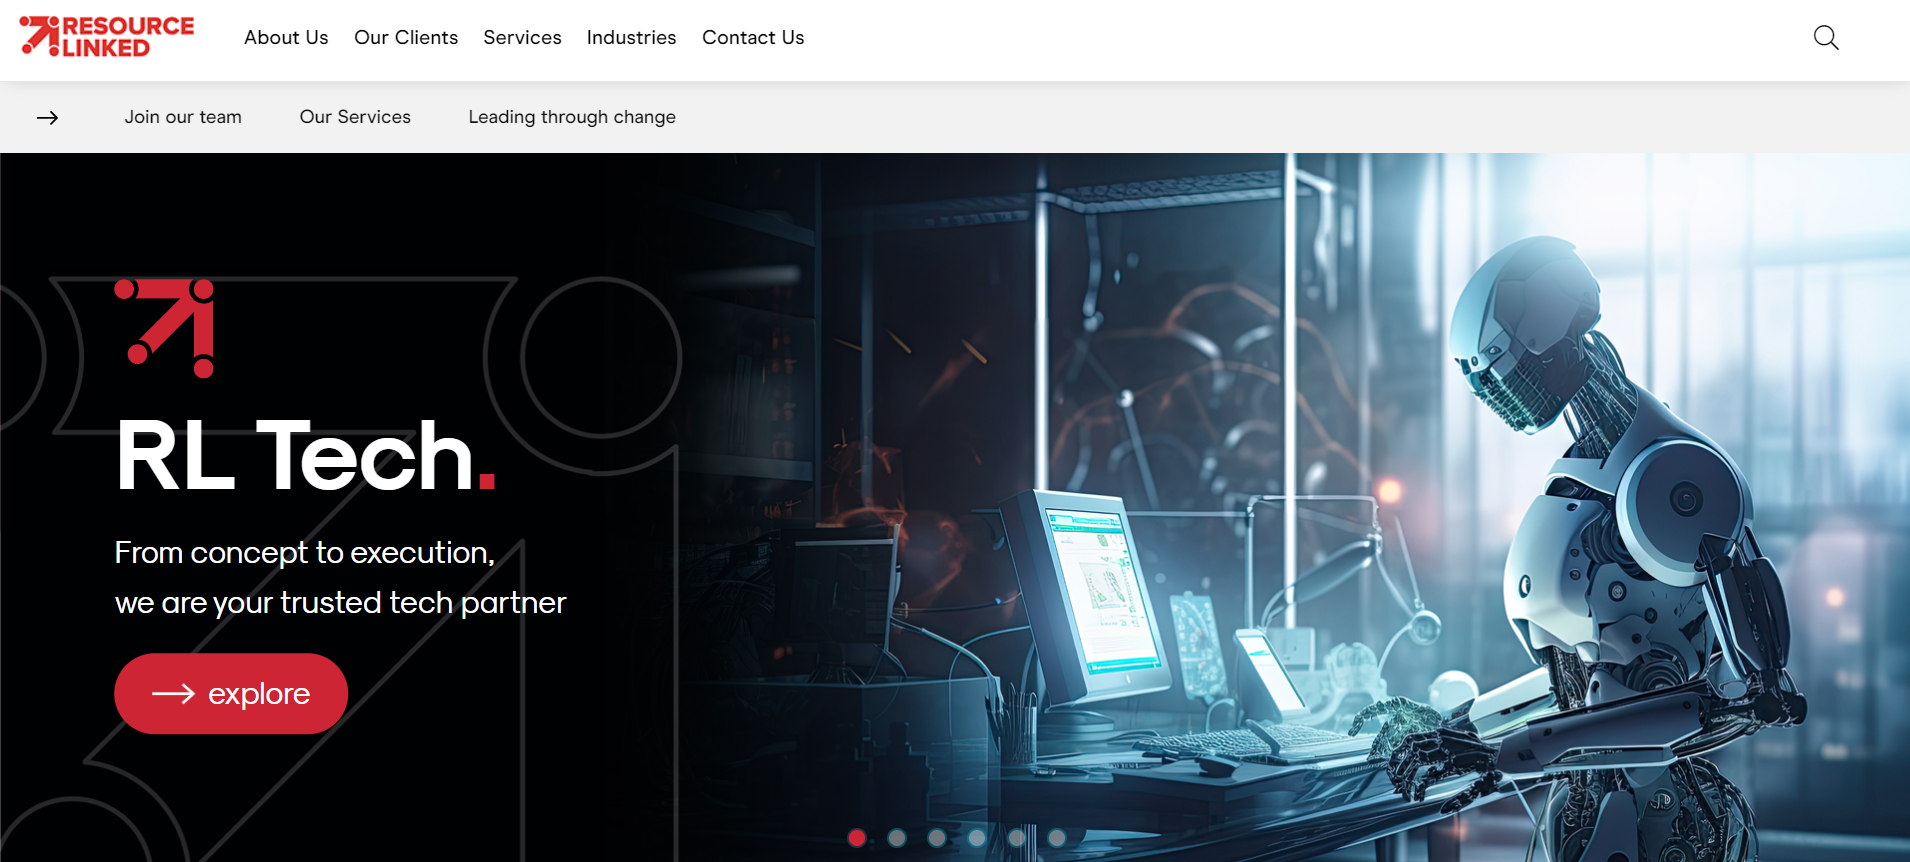 RESOURCE
LINKED
About Us Our Clients Services Industries Contact Us
Join our team Our Services Leading through change
RL Tech.
From concept to execution,
we are your trusted tech partner
explore